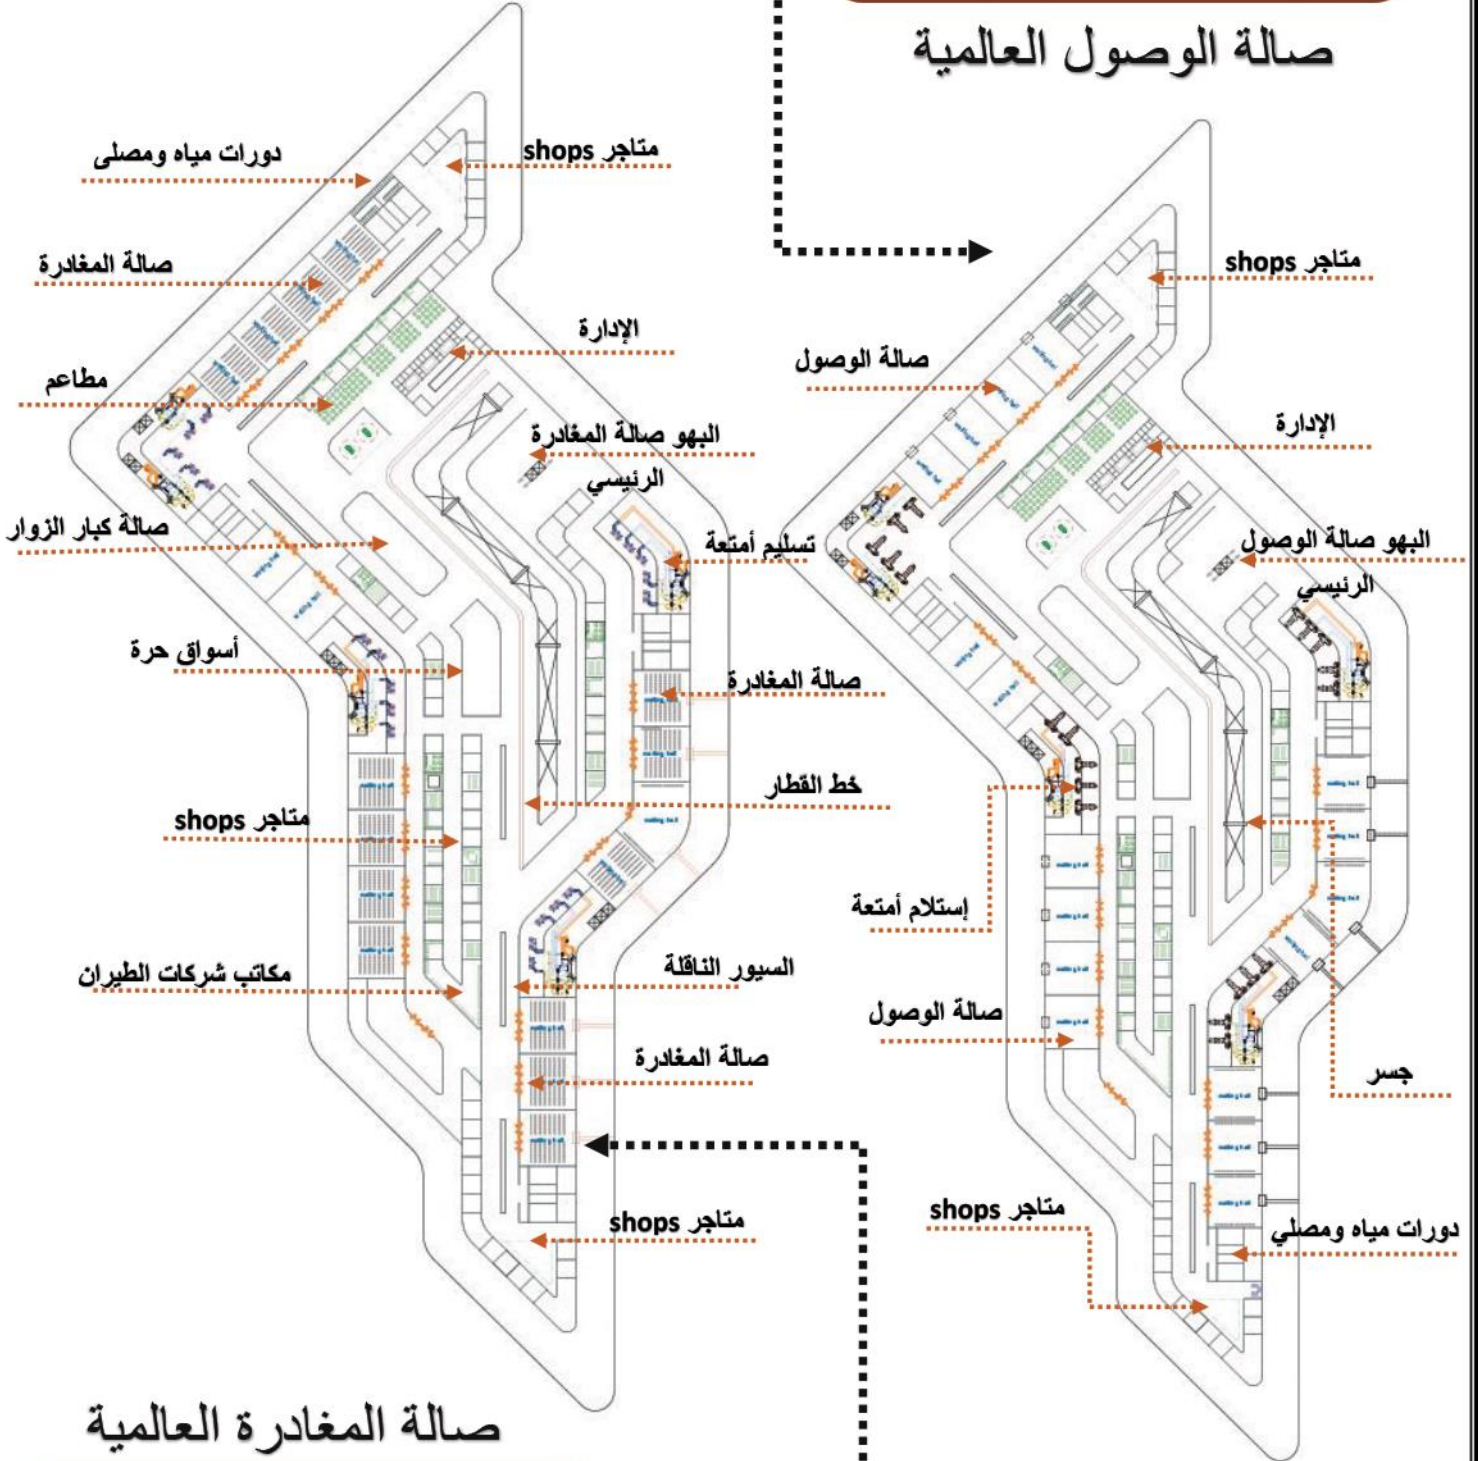 صالة الوصول العالمية
متاجر shops
دورات مياه ومصلى
صالة المغادرة
الإدارة
مطاعم
البهو صالة المغادرة
الرئيسي
صالة كبار الزوار
تسليم أمتعة
أسواق حرة
صالة المغادرة
خط القطار
متاجر shops
السيور الناقلة
مكاتب شركات الطيران
صالة المغادرة
متاجر shops
صالة المغادرة العالمية
متاجر shops
صالة الوصول
الإدارة
البهو صالة الوصول
الرئيسي
إستلام أمتعة
صالة الوصول
جسر
متاجر shops
دورات مياه ومصلي